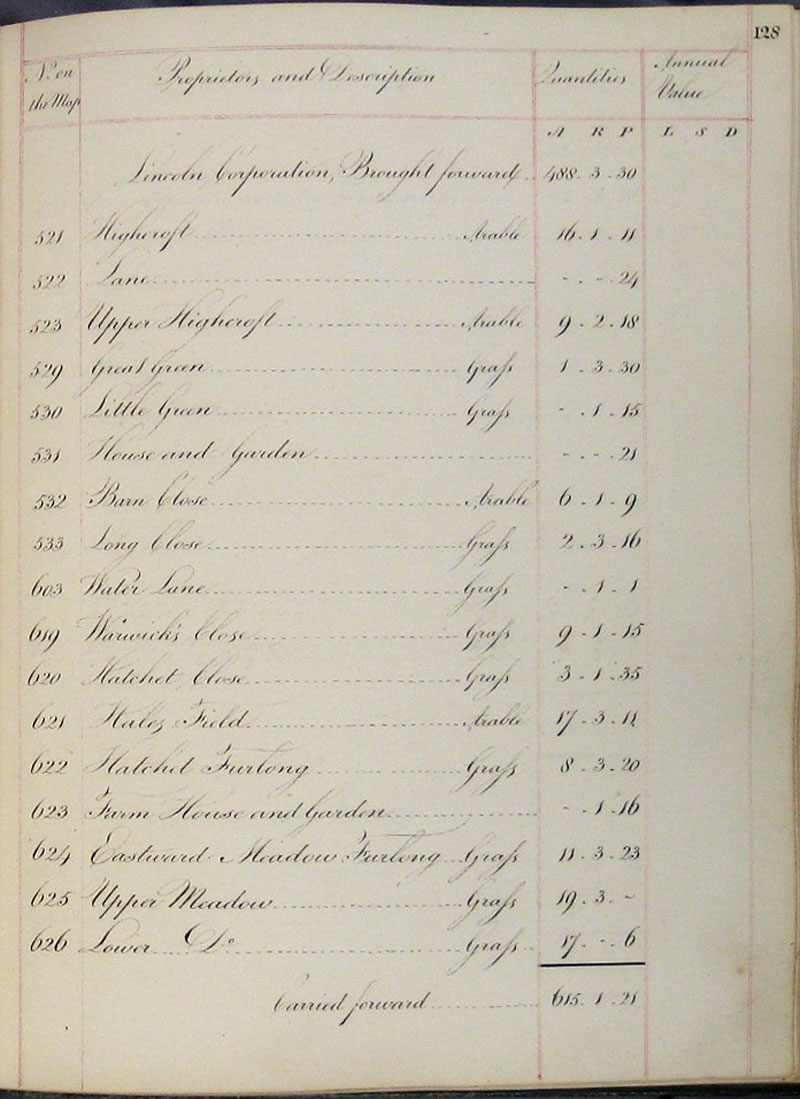 128
No. on the Map Proprietors and Description Quantities Annual Value
A R P L S D
Lincoln Corporation, Brought forward 488 . 3 . 30
521 Highcroft Arable 16 . 1 . 11
522 Lane - . - . 24
523 Upper Highcroft Arable 9 . 2 . 18
529 Great Green Grass 1 . 3 . 30
530 Little Green Grass - . 1 . 15
531 House and Garden - . - . 21
532 Barn Close Arable 6 . 1 . 9
533 Long Close Grass 2 . 3 . 16
603 Water Lane Grass - . 1 . 1
619 Warwick's Close Grass 9 . 1 . 15
620 Hatchet Close Grass 3 . 1 . 35
621 Hales Field Arable 17 . 3 . 11
622 Hatchet Furlong Grass 8 . 3 . 20
623 Farm House and Garden - . 1 . 16
624 Eastward Meadow Furlong Grass 11 . 3 . 23
625 Upper Meadow Grass 19 . 3 . -
626 Lower Do Grass 17 . - . 6
Carried forward 615 . 1 . 21